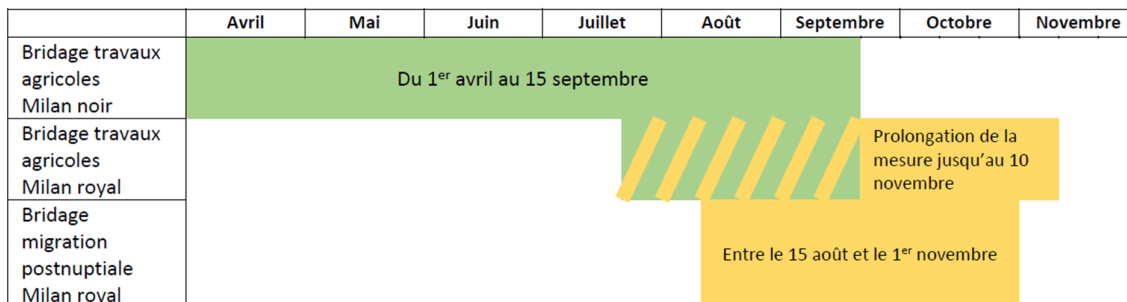 Avril Mai Juin Juillet Août Septembre Octobre Novembre
Bridage travaux
agricoles
Milan noir
Du 1er avril au 15 septembre
Bridage travaux
agricoles
Milan royal
Prolongation de la
mesure jusqu'au 10
novembre
Bridage
migration
postnuptiale
Milan royal
Entre le 15 août et le 1er novembre